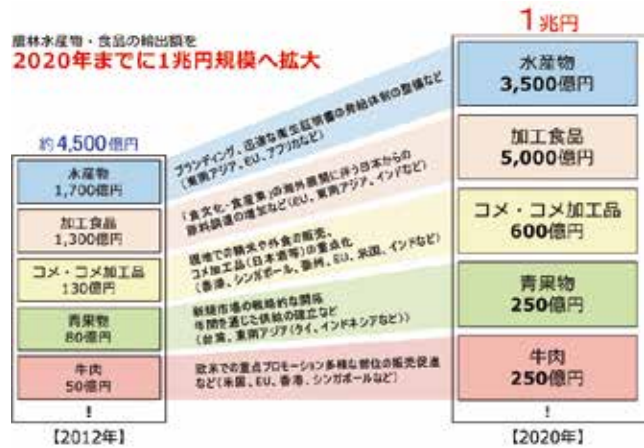 農林水産物・食品の輸出額を
2020年までに1兆円規模へ拡大
約4,500億円
水産物
1,700億円
加工食品
1,300億円
コメ・コメ加工品
130億円
青果物
80億円
牛肉
50億円
【2012年】
ブランディング、迅速な衛生証明書の発給体制の整備など
（東南アジア、EU、アフリカなど）
「食文化・食産業」の海外展開に伴う日本からの
原料調達の増加など（EU、東南アジア、インドなど）
現地での精米や外食の販売、
コメ加工品（日本酒等）の重点化
（香港、シンガポール、豪州、EU、米国、インドなど）
新規市場の戦略的な開拓
年間を通じた供給の確立など
（台湾、東南アジア（タイ、インドネシアなど））
欧米での重点プロモーション多様な部位の販売促進
など（米国、EU、香港、シンガポールなど）
1兆円
水産物
3,500億円
加工食品
5,000億円
コメ・コメ加工品
600億円
青果物
250億円
牛肉
250億円
【2020年】